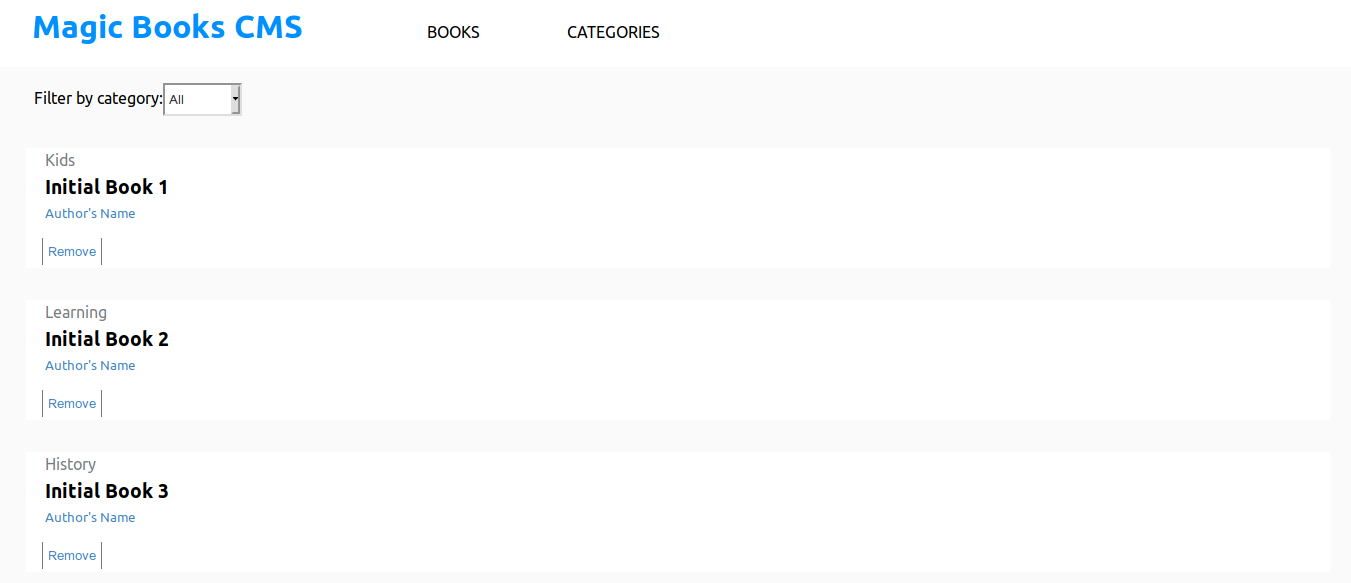 Magic Books CMS BOOKS CATEGORIES
Filter by category: All
Kids
Initial Book 1
Author's Name
Remove
Learning
Initial Book 2
Author's Name
Remove
History
Initial Book 3
Author's Name
Remove